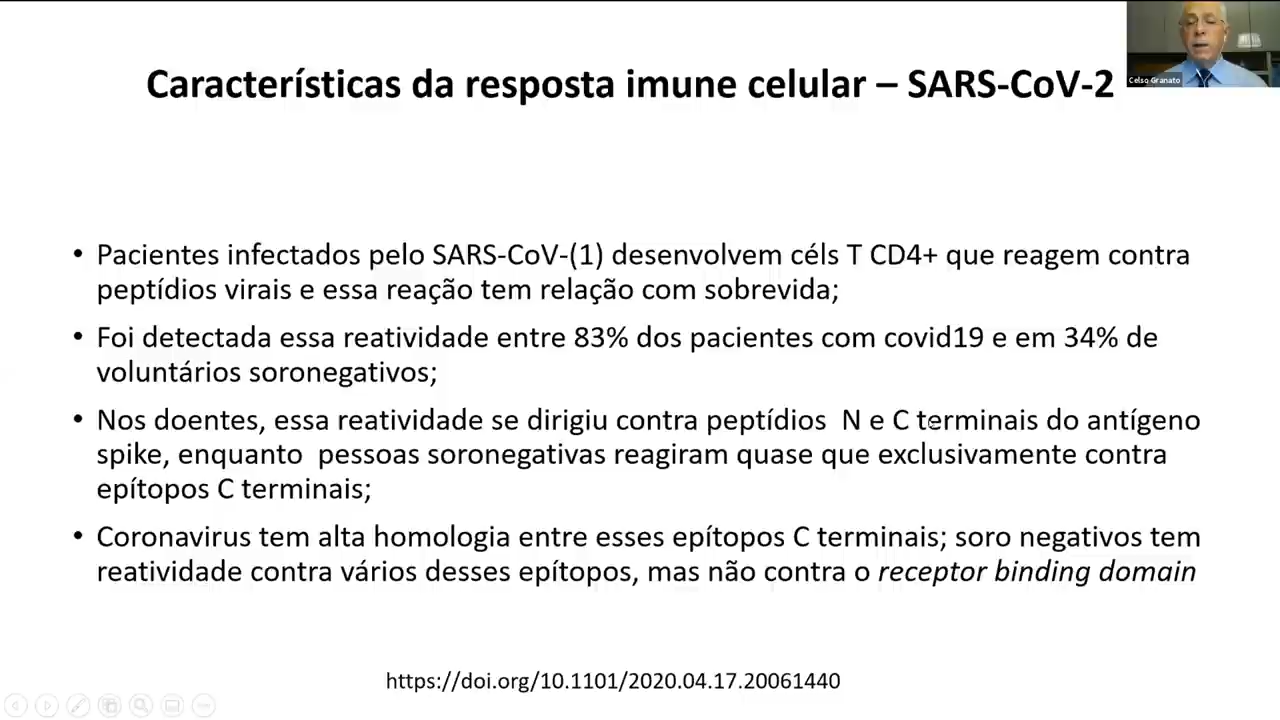 Características da resposta imune celular – SARS-CoV-2
Celso Granato
• Pacientes infectados pelo SARS-CoV-(1) desenvolvem céls T CD4+ que reagem contra
peptídios virais e essa reação tem relação com sobrevida;
• Foi detectada essa reatividade entre 83% dos pacientes com covid19 e em 34% de
voluntários soronegativos;
• Nos doentes, essa reatividade se dirigiu contra peptídios  N e C terminais do antígeno
spike, enquanto  pessoas soronegativas reagiram quase que exclusivamente contra
epítopos C terminais;
• Coronavirus tem alta homologia entre esses epítopos C terminais; soro negativos tem
reatividade contra vários desses epítopos, mas não contra o receptor binding domain
https://doi.org/10.1101/2020.04.17.20061440